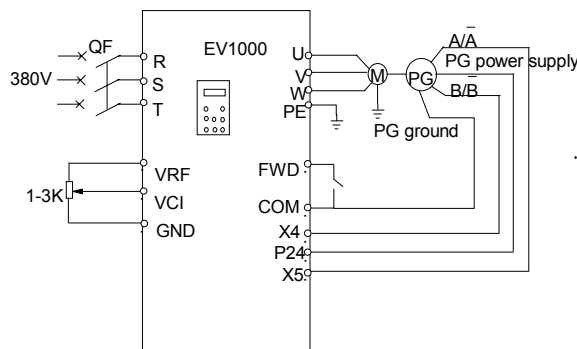 QF
380V
R
S
T
EV1000
U
V
W
PE
M
PG
A/A̅
PG power supply
B/B̅
PG ground
1-3K
VRF
VCI
GND
FWD
COM
X4
P24
X5